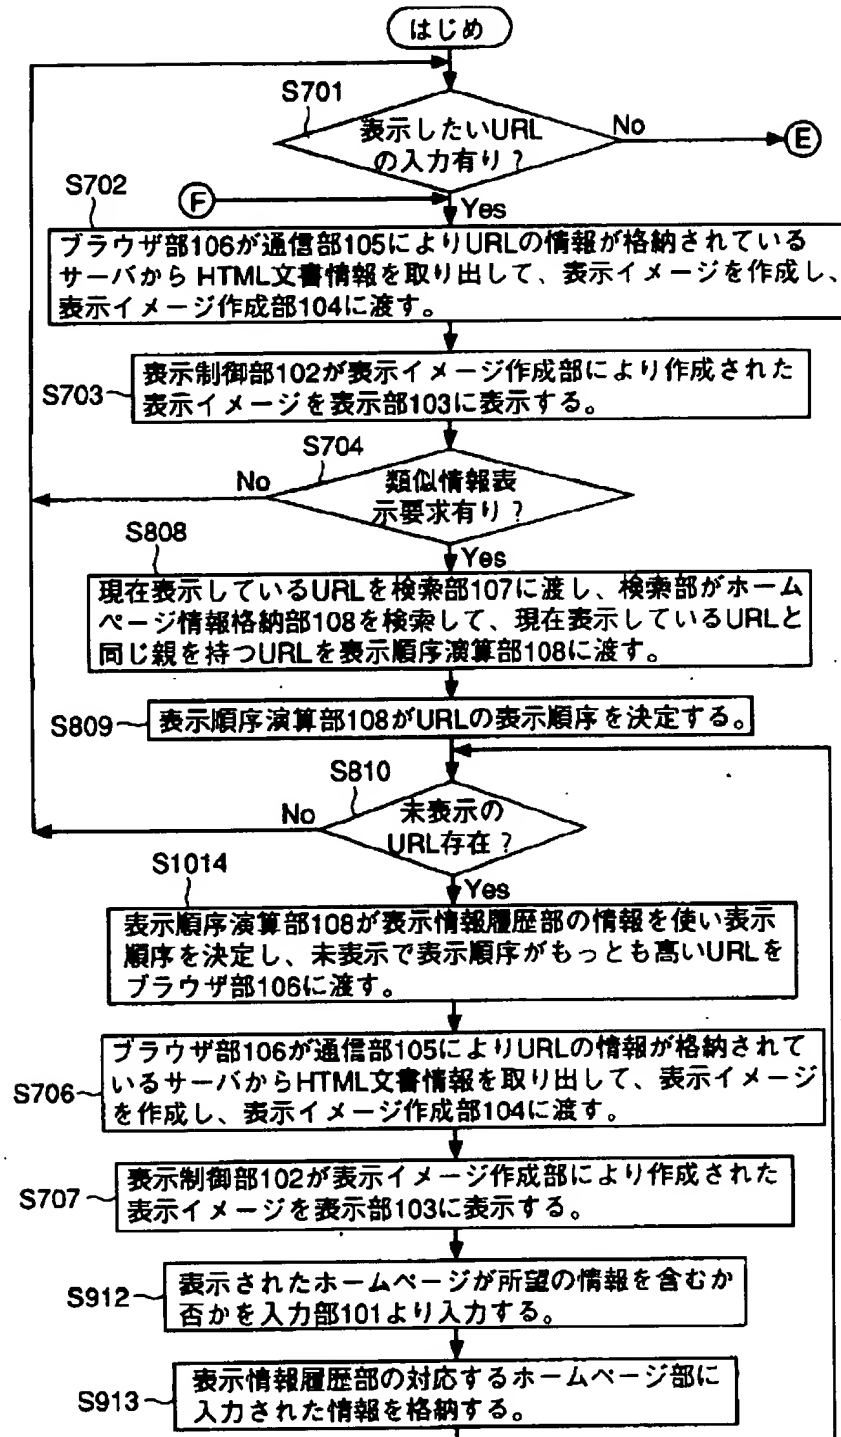 はじめ
S701
表示したいURL
の入力有り？
No
E
S702
F
Yes
ブラウザ部106が通信部105によりURLの情報が格納されている
サーバから HTML文書情報を取り出して、表示イメージを作成し、
表示イメージ作成部104に渡す。
S703
表示制御部102が表示イメージ作成部により作成された
表示イメージを表示部103に表示する。
S704
No
類似情報表
示要求有り？
S808
Yes
現在表示しているURLを検索部107に渡し、検索部がホーム
ページ情報格納部108を検索して、現在表示しているURLと
同じ親を持つURLを表示順序演算部108に渡す。
S809
表示順序演算部108がURLの表示順序を決定する。
S810
No
未表示の
URL存在？
S1014
Yes
表示順序演算部108が表示情報履歴部の情報を使い表示
順序を決定し、未表示で表示順序がもっとも高いURLを
ブラウザ部106に渡す。
S706
ブラウザ部106が通信部105によりURLの情報が格納されて
いるサーバからHTML文書情報を取り出して、表示イメージ
を作成し、表示イメージ作成部104に渡す。
S707
表示制御部102が表示イメージ作成部により作成された
表示イメージを表示部103に表示する。
S912
表示されたホームページが所望の情報を含むか
否かを入力部101より入力する。
S913
表示情報履歴部の対応するホームページ部に
入力された情報を格納する。